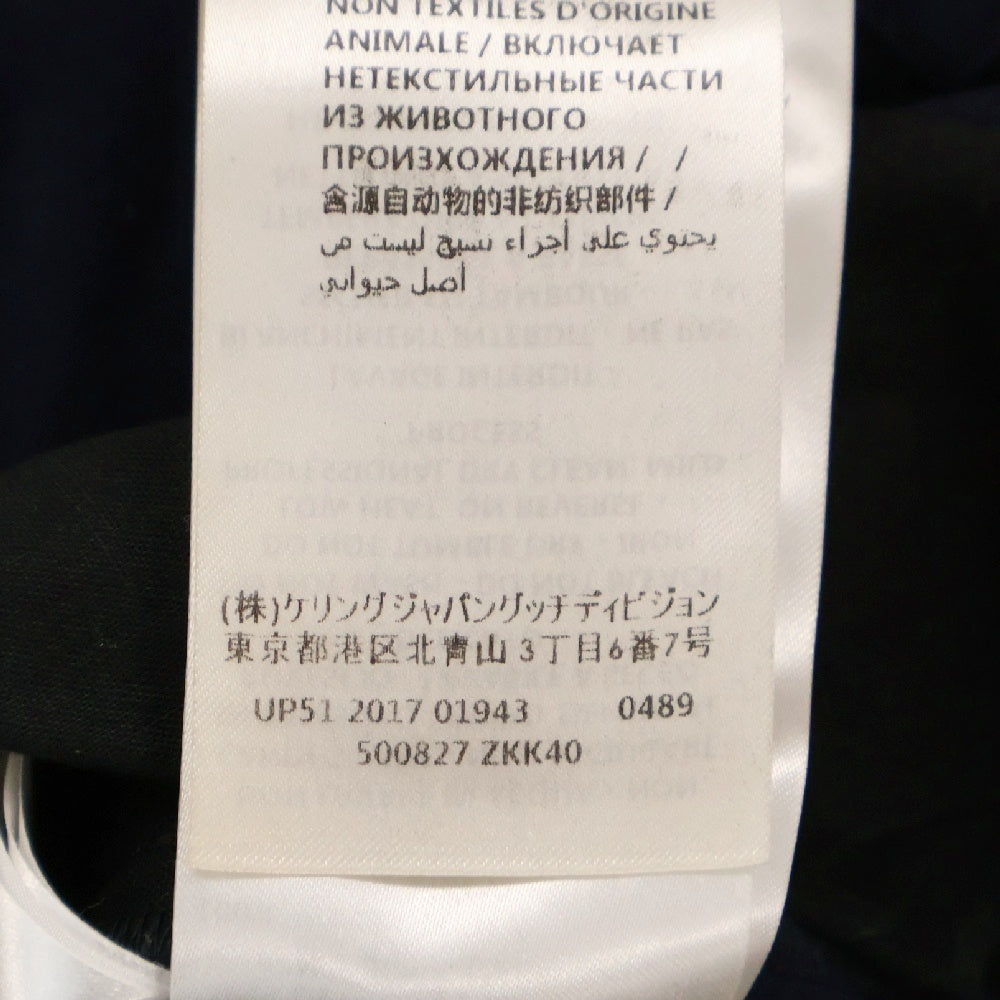 NON TEXTILES D'ORIGINE
ANIMALE / ВКЛЮЧАЕТ
НЕТЕКСТИЛЬНЫЕ ЧАСТИ
ИЗ ЖИВОТНОГО
ПРОИЗХОЖДЕНИЯ / /
含源自动物的非纺织部件 /
يحتوي على أجزاء نسيج ليست من
أصل حيواني
(株)ケリングジャパングッチディビジョン
東京都港区北青山 3丁目6番7号
UP51 2017 01943 0489
500827 ZKK40